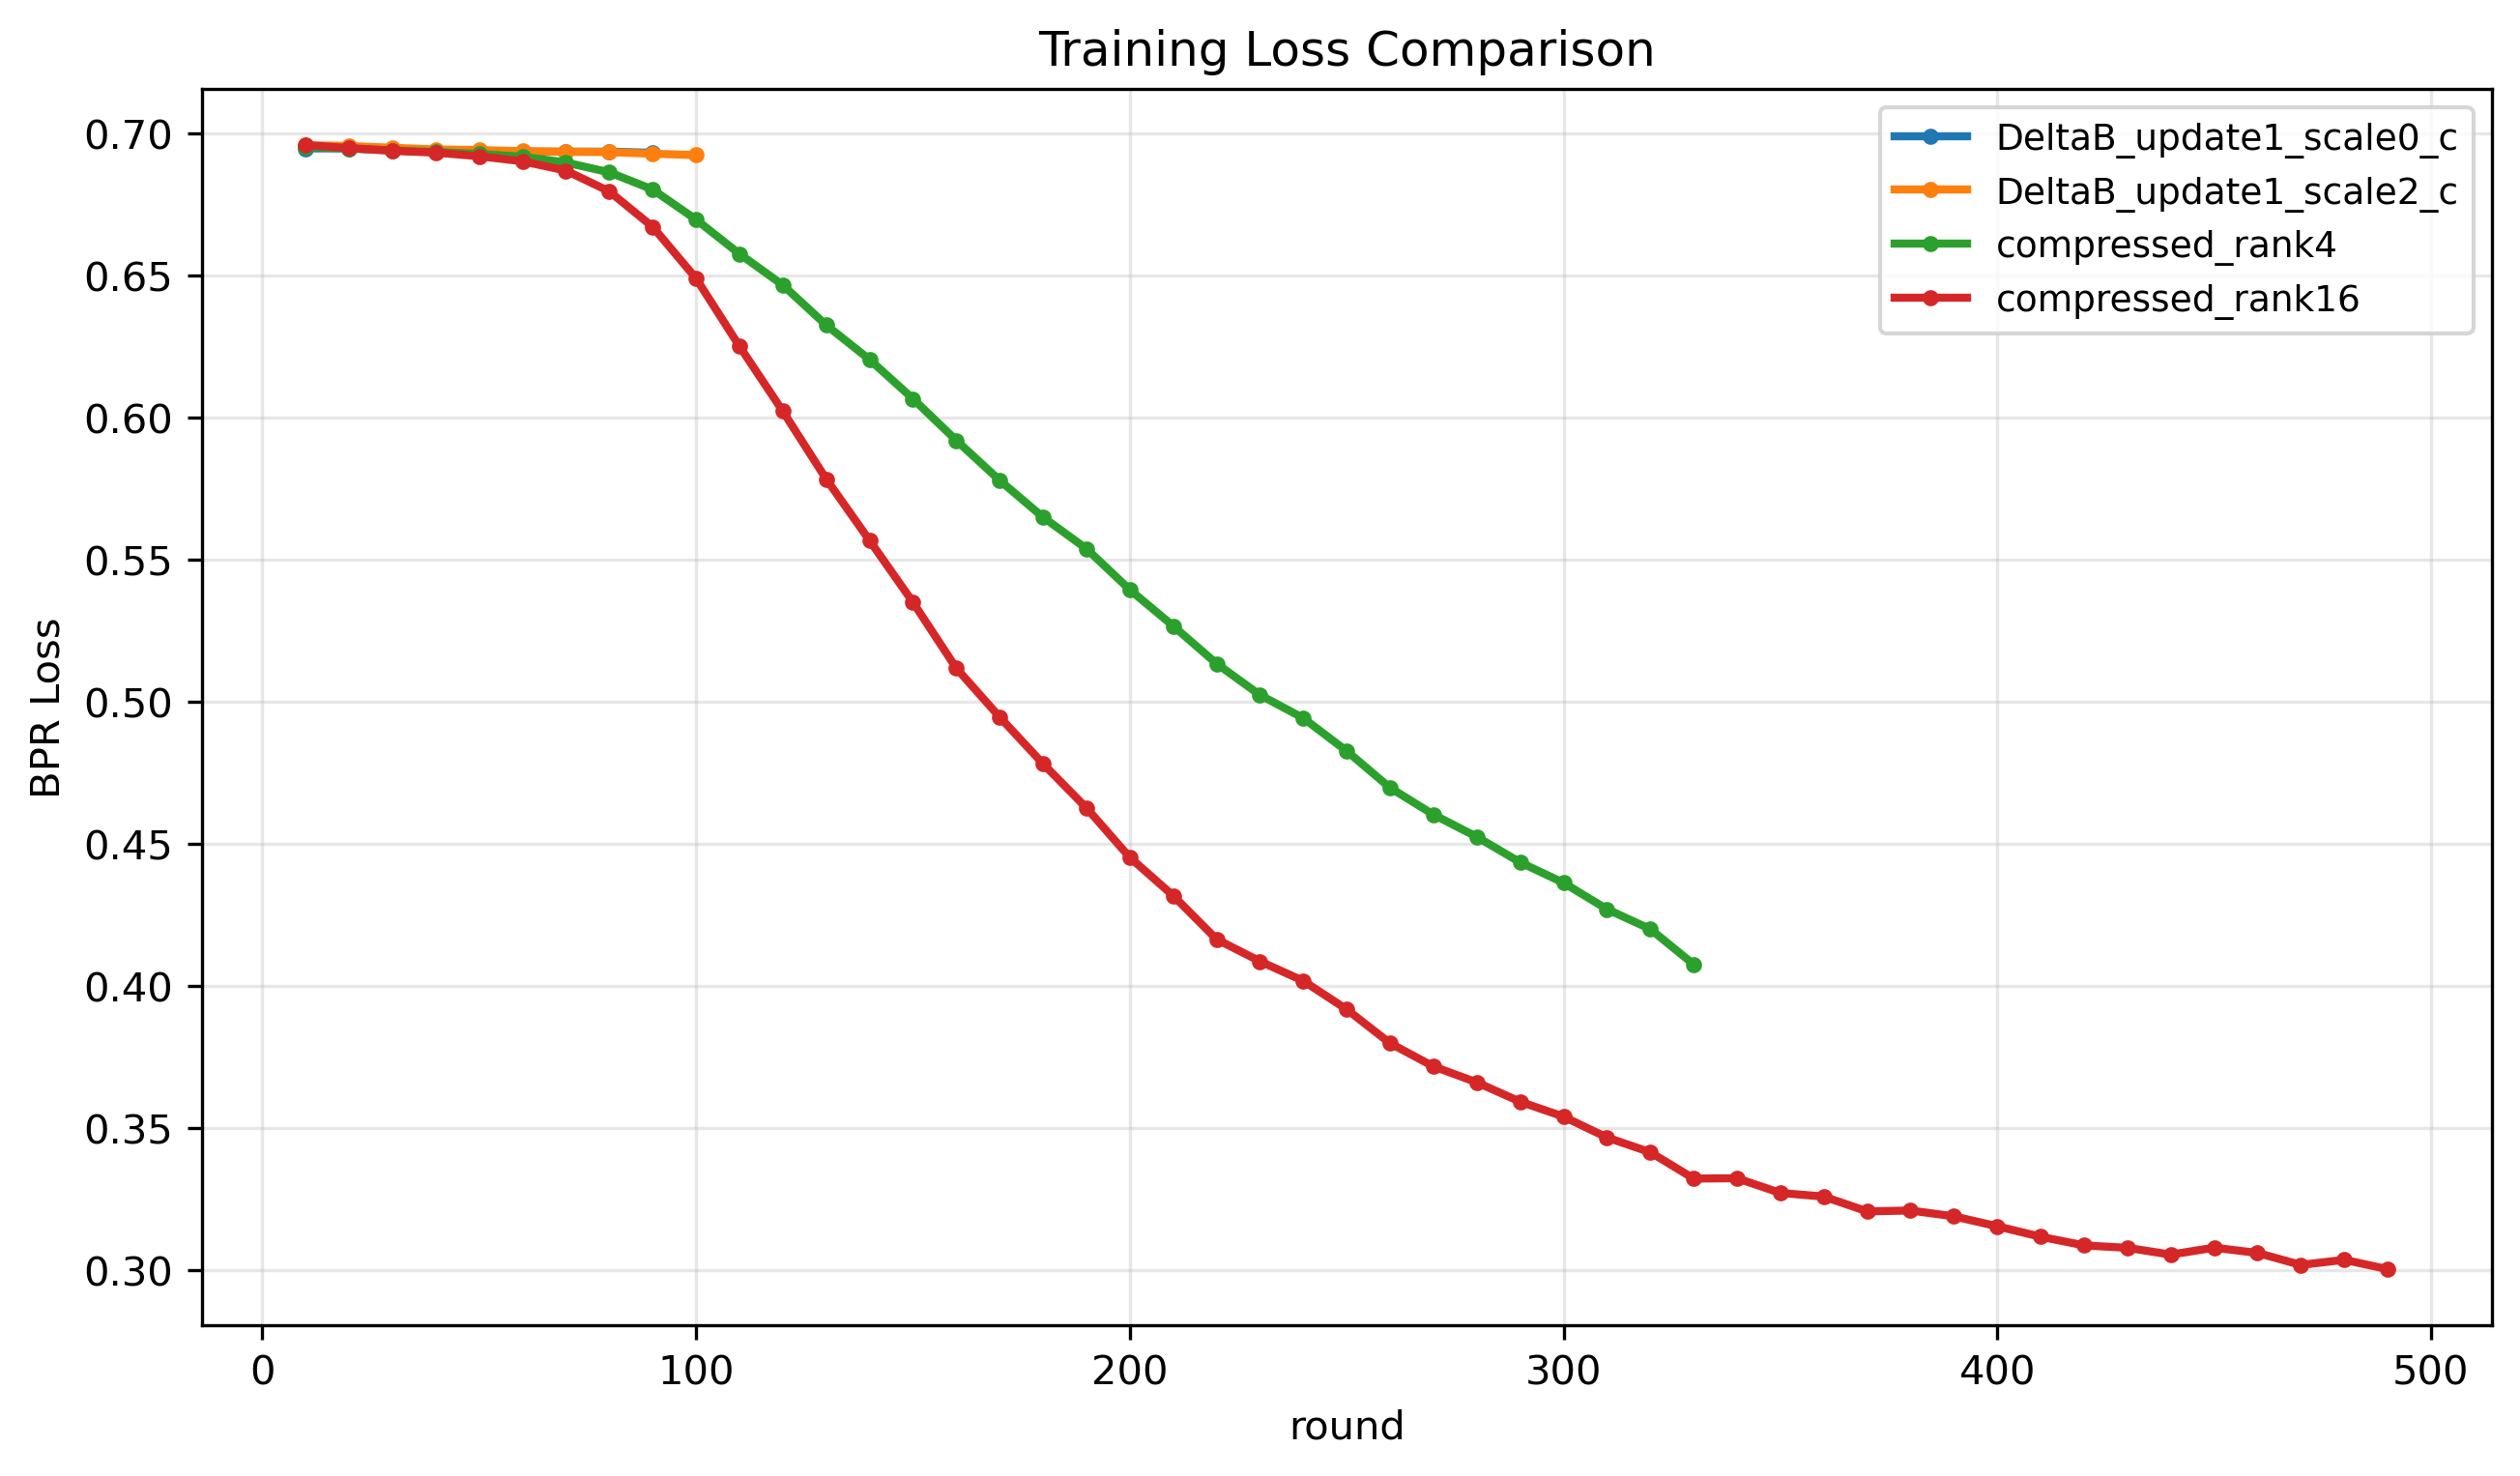 Training Loss Comparison
DeltaB_update1_scale0_c
DeltaB_update1_scale2_c
compressed_rank4
compressed_rank16
BPR Loss
0.70
0.65
0.60
0.55
0.50
0.45
0.40
0.35
0.30
0
100
200
300
400
500
round